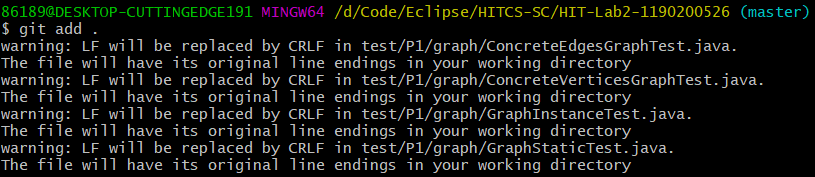 86189@DESKTOP-CUTTINGEDGE191 MINGW64 /d/Code/Eclipse/HITCS-SC/HIT-Lab2-1190200526 (master)
$ git add .
warning: LF will be replaced by CRLF in test/P1/graph/ConcreteEdgesGraphTest.java.
The file will have its original line endings in your working directory
warning: LF will be replaced by CRLF in test/P1/graph/ConcreteVerticesGraphTest.java.
The file will have its original line endings in your working directory
warning: LF will be replaced by CRLF in test/P1/graph/GraphInstanceTest.java.
The file will have its original line endings in your working directory
warning: LF will be replaced by CRLF in test/P1/graph/GraphStaticTest.java.
The file will have its original line endings in your working directory